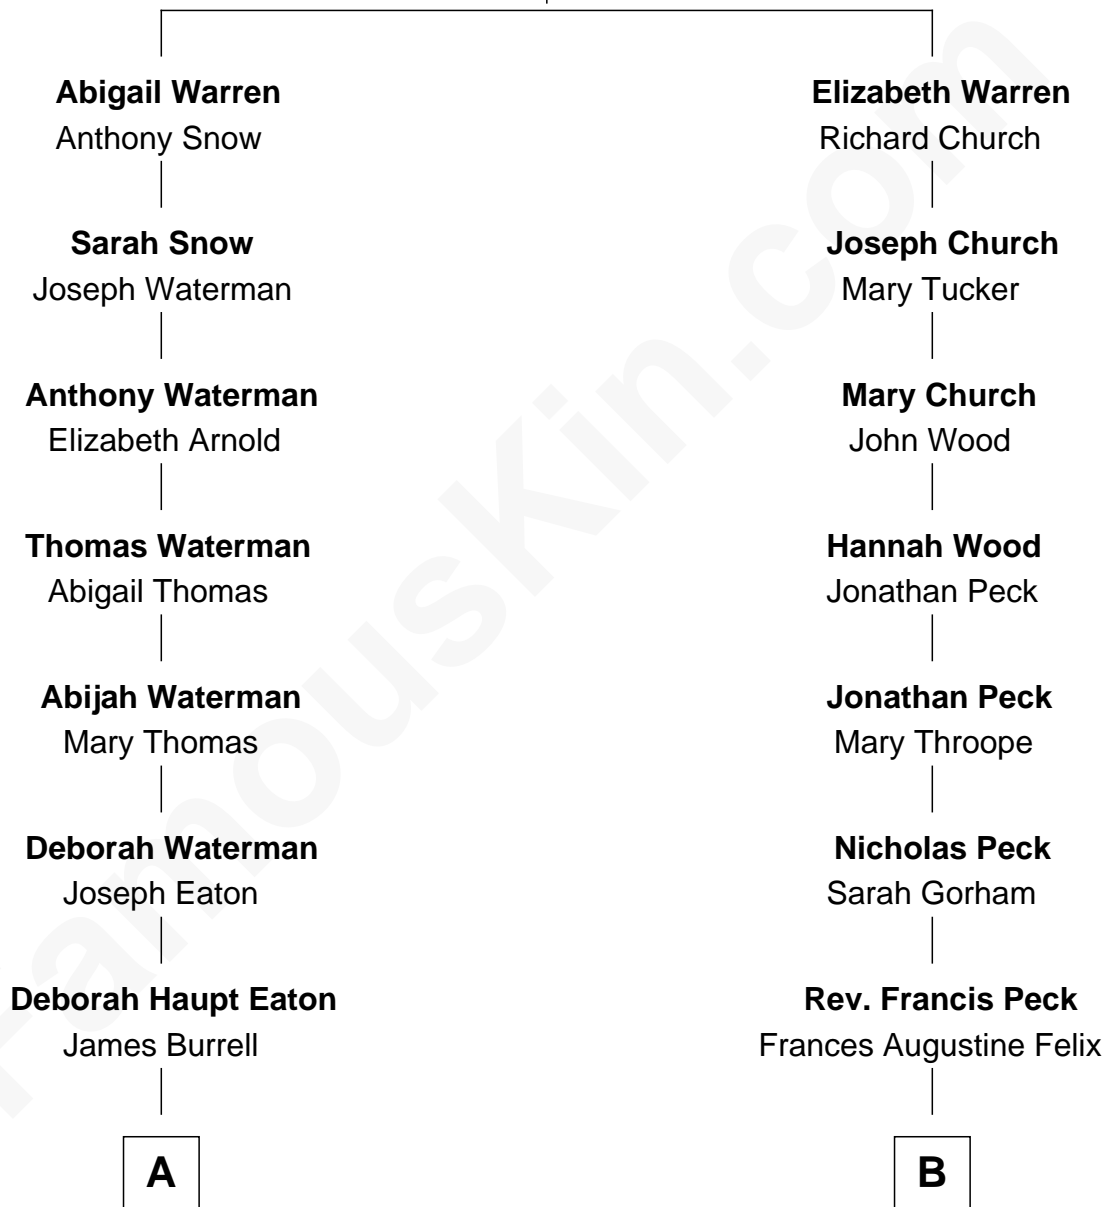 Abigail Warren
Anthony Snow
Sarah Snow
Joseph Waterman
Anthony Waterman
Elizabeth Arnold
Thomas Waterman
Abigail Thomas
Abijah Waterman
Mary Thomas
Deborah Waterman
Joseph Eaton
Deborah Haupt Eaton
James Burrell
A
Elizabeth Warren
Richard Church
Joseph Church
Mary Tucker
Mary Church
John Wood
Hannah Wood
Jonathan Peck
Jonathan Peck
Mary Throope
Nicholas Peck
Sarah Gorham
Rev. Francis Peck
Frances Augustine Felix
B
FamousKin.com